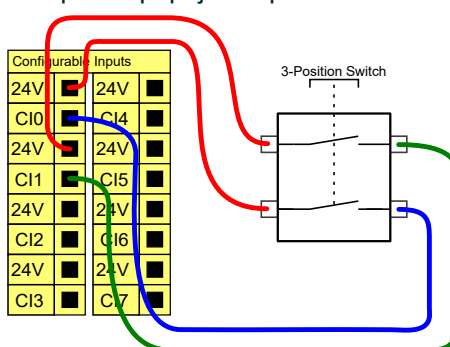 Configurable Inputs
3-Position Switch
24V 24V
CI0 CI4
24V 24V
CI1 CI5
24V 24V
CI2 CI6
24V 24V
CI3 CI7